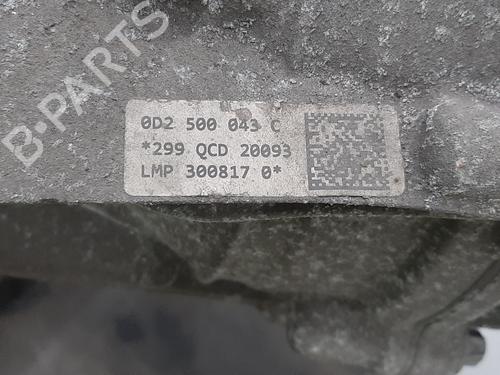 B-PARTS
0D2 500 043 C
*299 QCD 20093
LMP 300817 0*